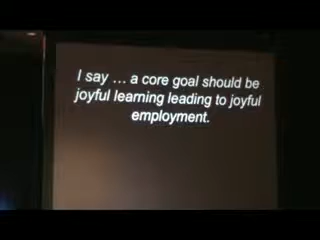 I say … a core goal should be
joyful learning leading to joyful
employment.